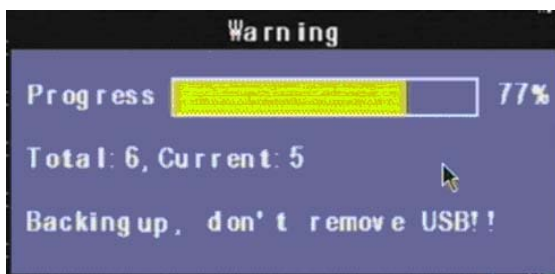 Warning
Progress 77%
Total: 6, Current: 5
Backing up, don't remove USB!!